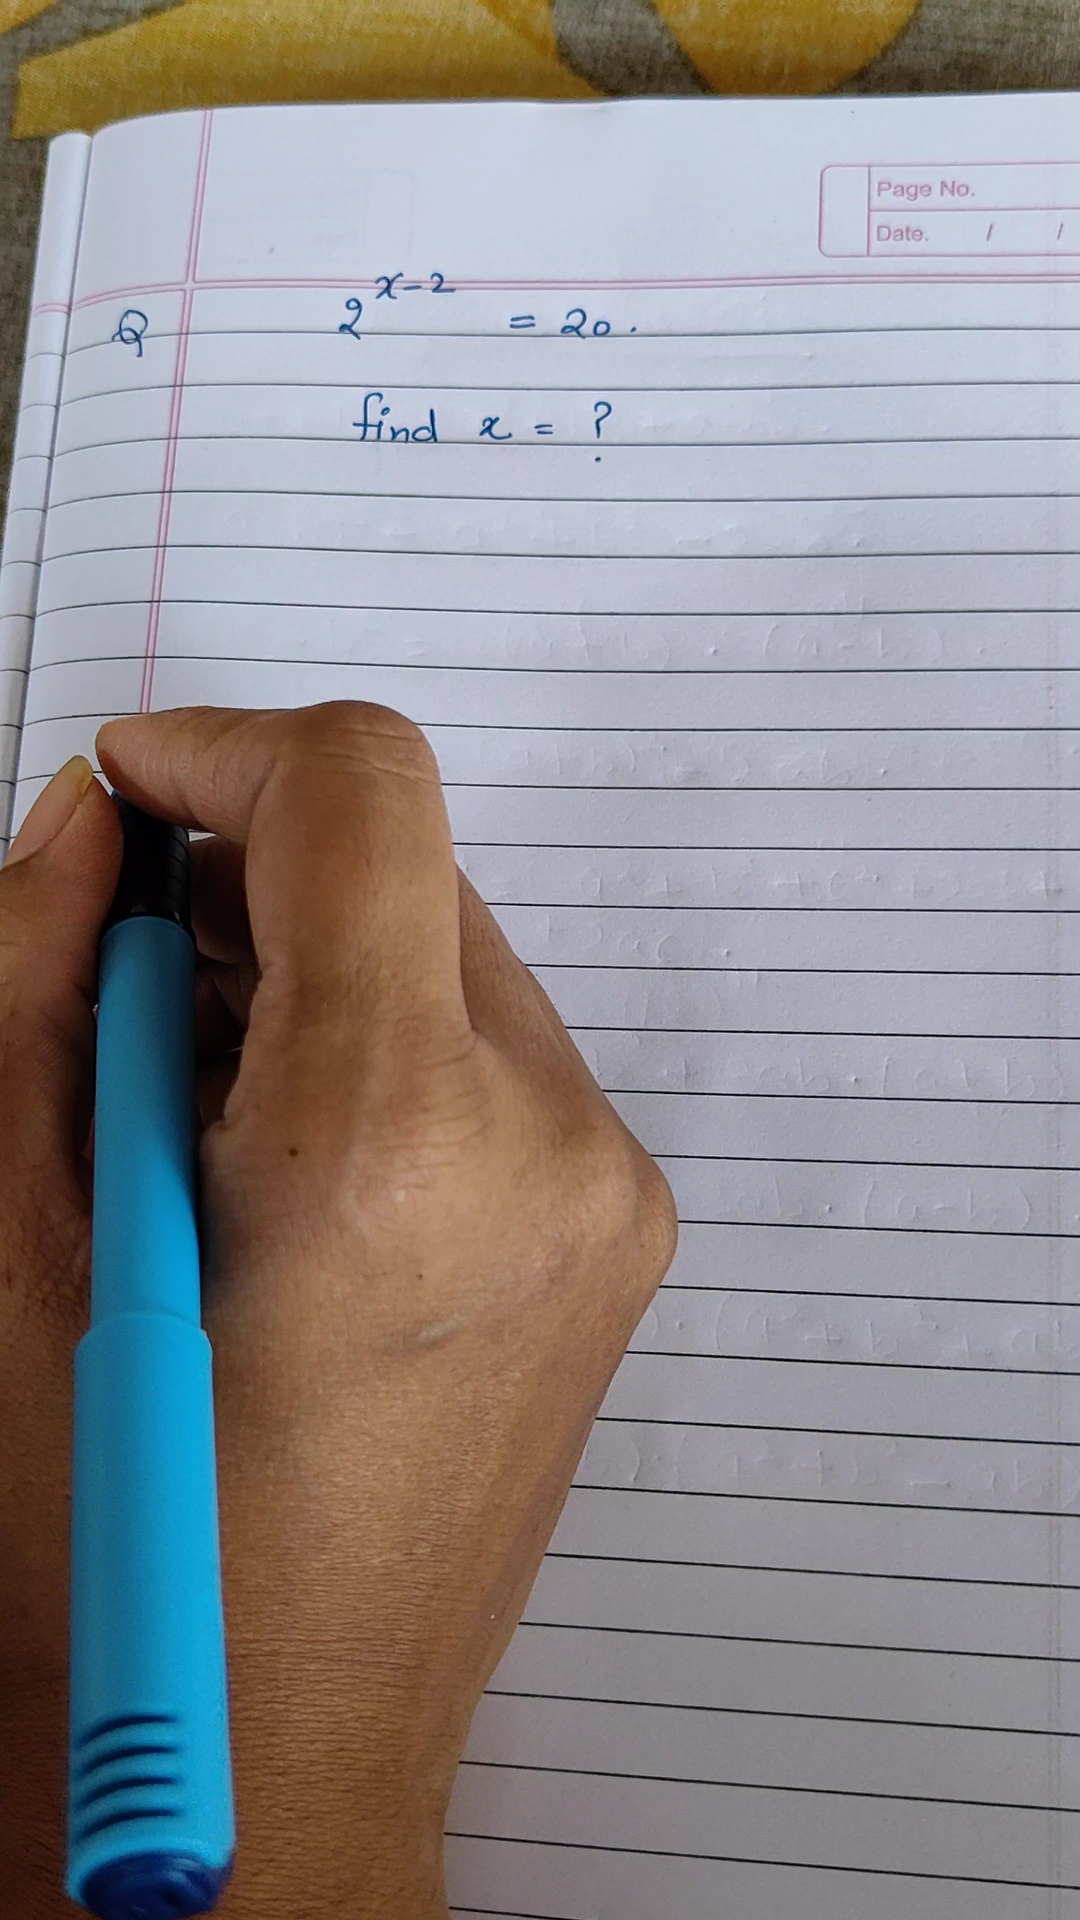 Page No.
Date. / /
Q 2^{x-2} = 20.
find x = ?